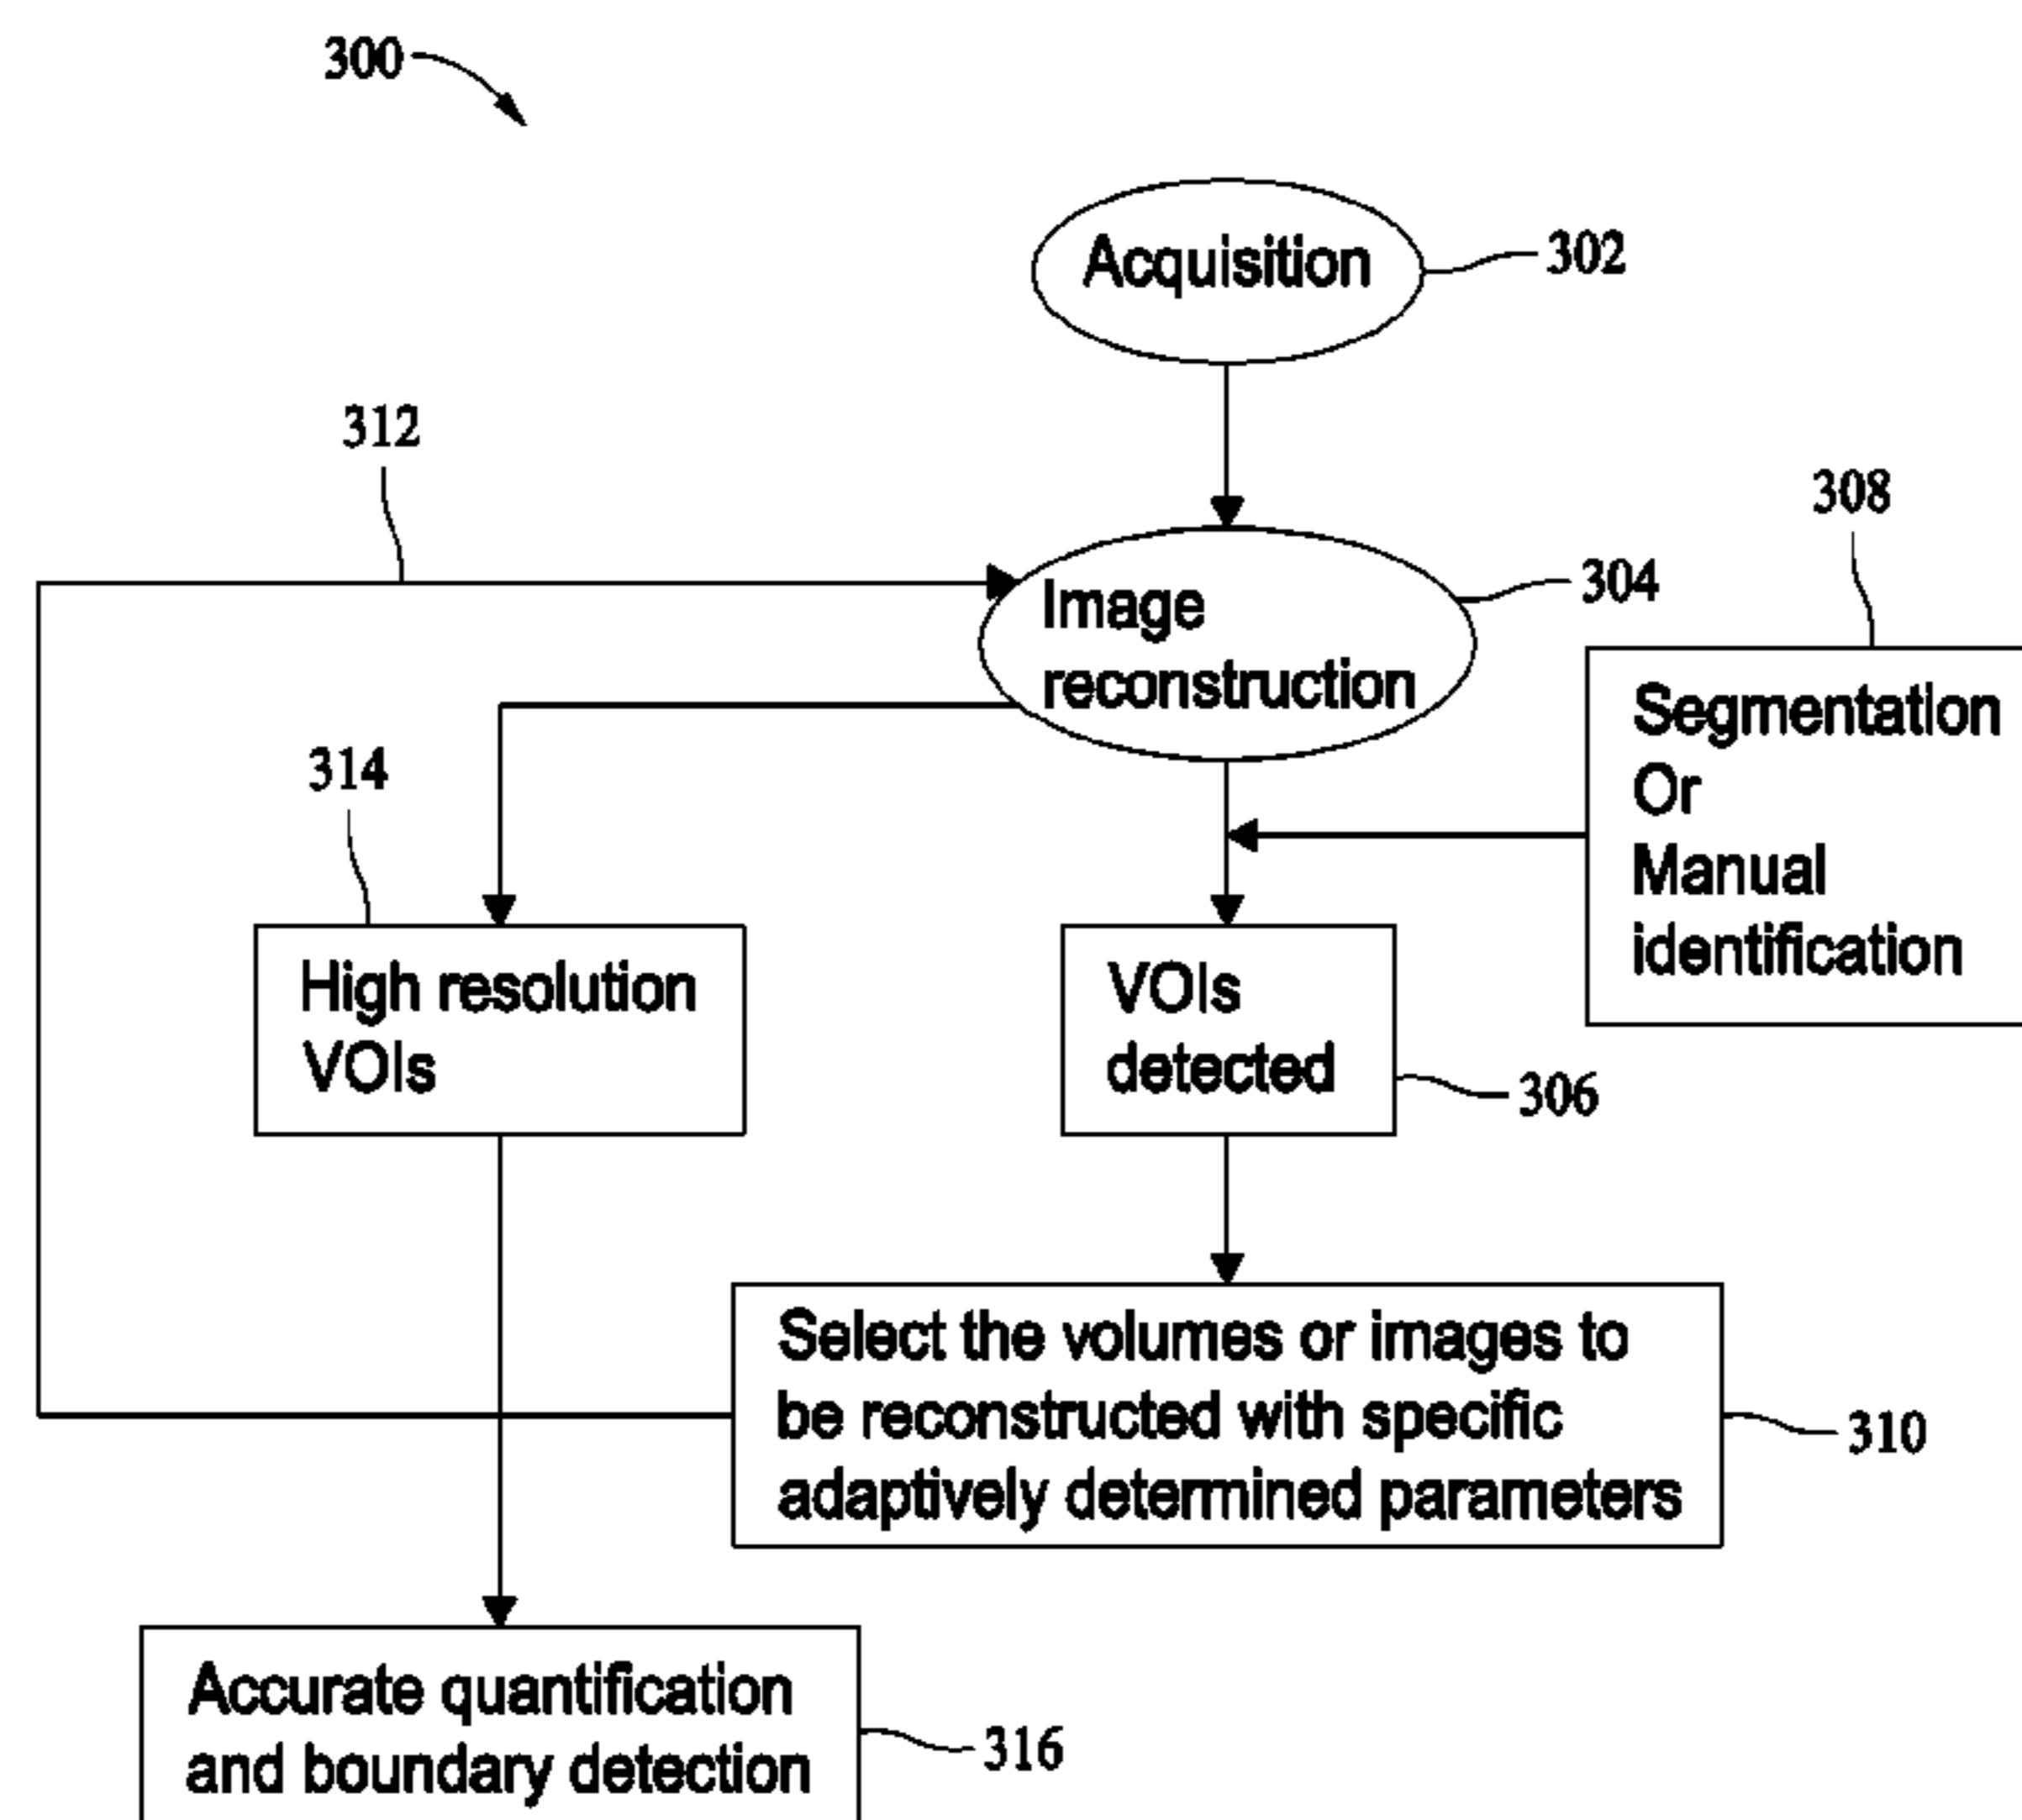 300
Acquisition
302
312
308
Image
reconstruction
304
Segmentation
Or
Manual
identification
314
High resolution
VOIs
VOIs
detected
306
Select the volumes or images to
be reconstructed with specific
adaptively determined parameters
310
Accurate quantification
and boundary detection
316